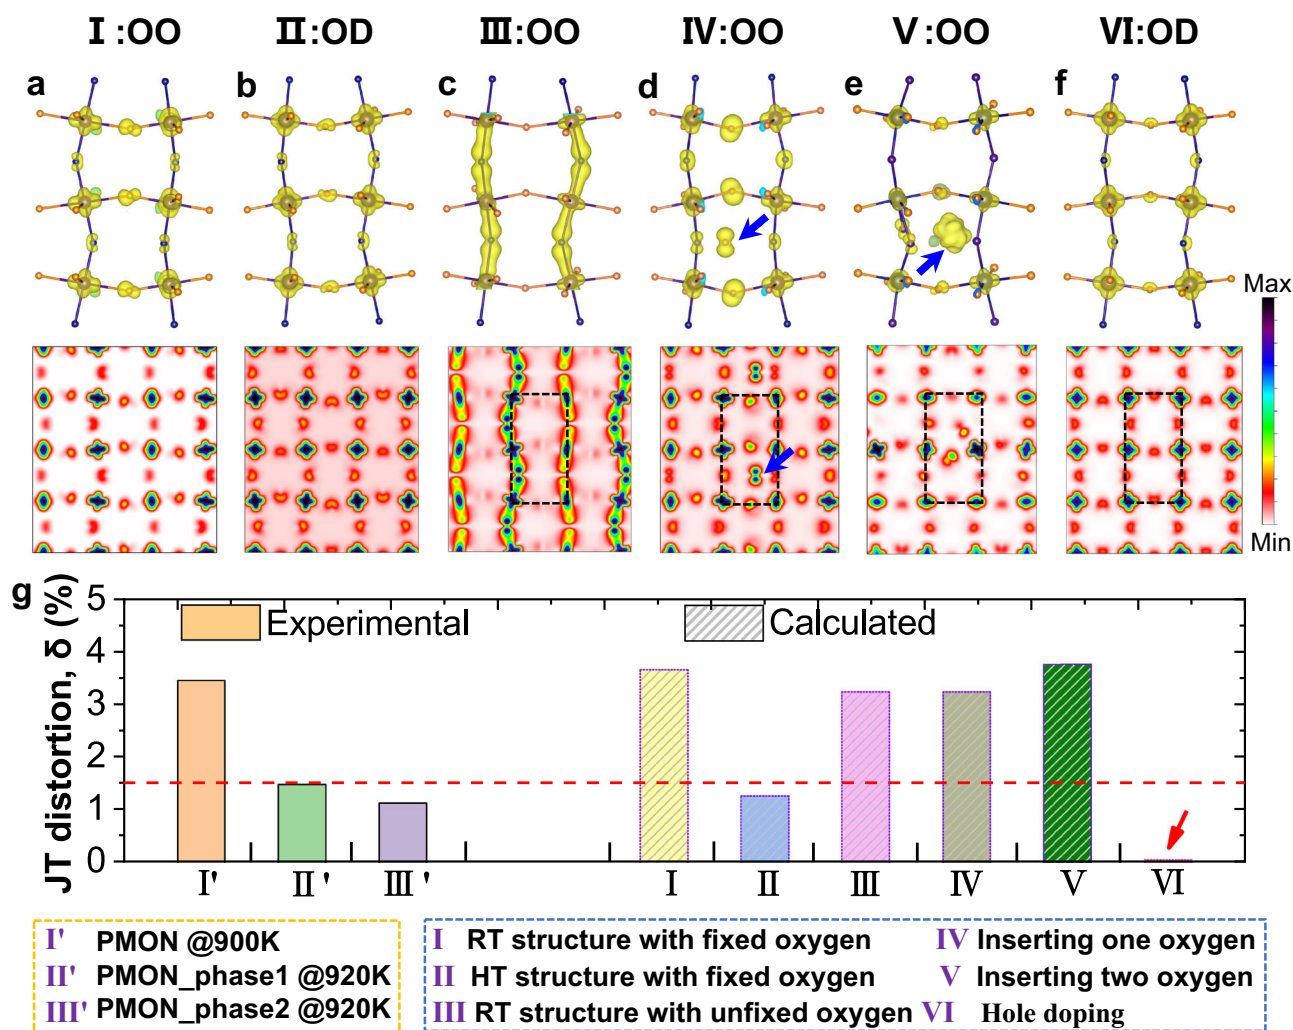 Ⅰ :OO Ⅱ:OD Ⅲ:OO Ⅳ:OO Ⅴ:OO Ⅵ:OD
a b c d e f
Max
Min
g
JT distortion, δ (%)
5
4
3
2
1
0
Experimental Calculated
Ⅰ' Ⅱ' Ⅲ' Ⅰ Ⅱ Ⅲ Ⅳ Ⅴ Ⅵ
Ⅰ' PMON @900K
Ⅱ' PMON_phase1 @920K
Ⅲ' PMON_phase2 @920K
Ⅰ RT structure with fixed oxygen Ⅳ Inserting one oxygen
Ⅱ HT structure with fixed oxygen Ⅴ Inserting two oxygen
Ⅲ RT structure with unfixed oxygen Ⅵ Hole doping